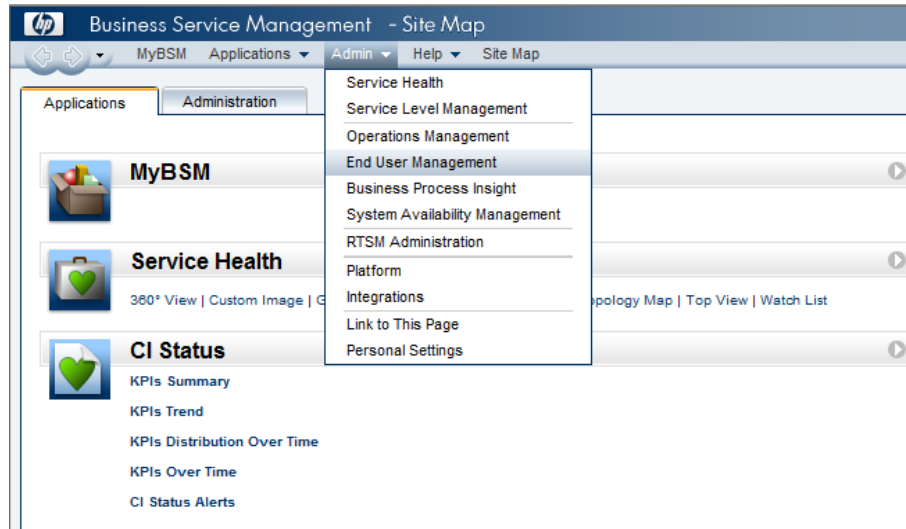 hp Business Service Management - Site Map
MyBSM Applications Admin Help Site Map
Applications Administration
Service Health
Service Level Management
Operations Management
End User Management
Business Process Insight
System Availability Management
RTSM Administration
Platform
Integrations
Link to This Page
Personal Settings
MyBSM
Service Health
360° View | Custom Image | G
pology Map | Top View | Watch List
CI Status
KPIs Summary
KPIs Trend
KPIs Distribution Over Time
KPIs Over Time
CI Status Alerts